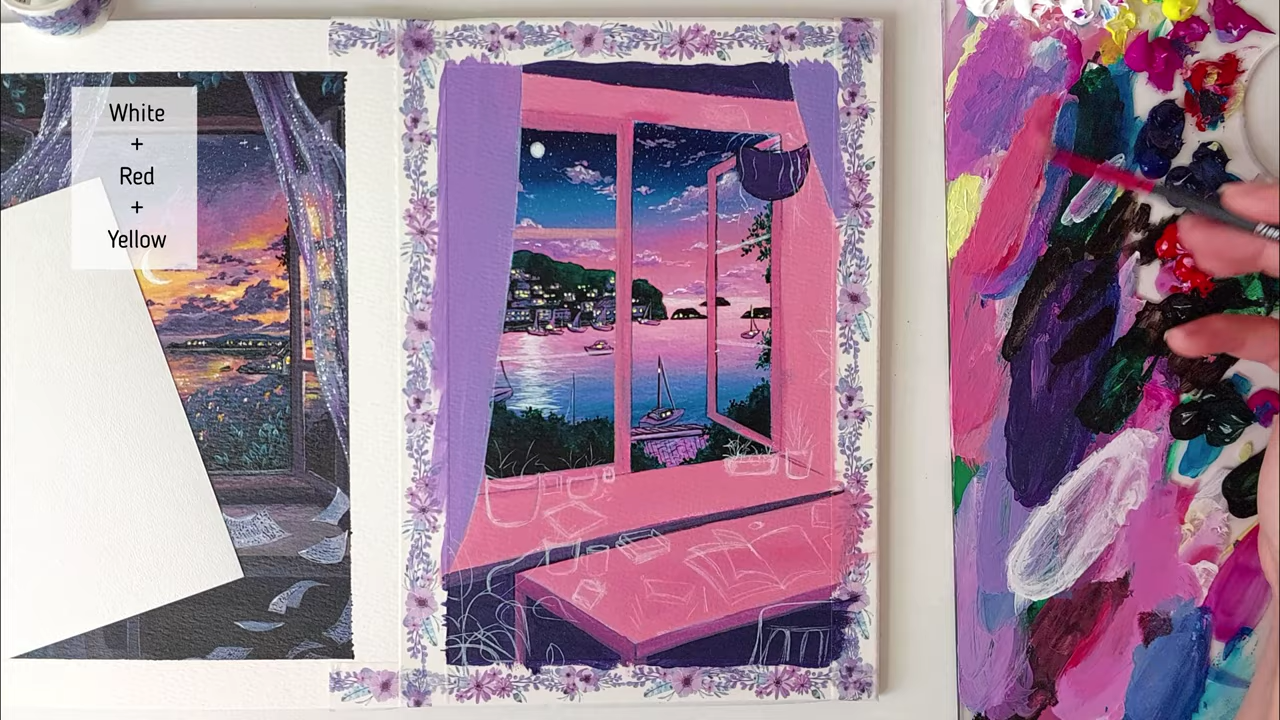 White
+
Red
+
Yellow